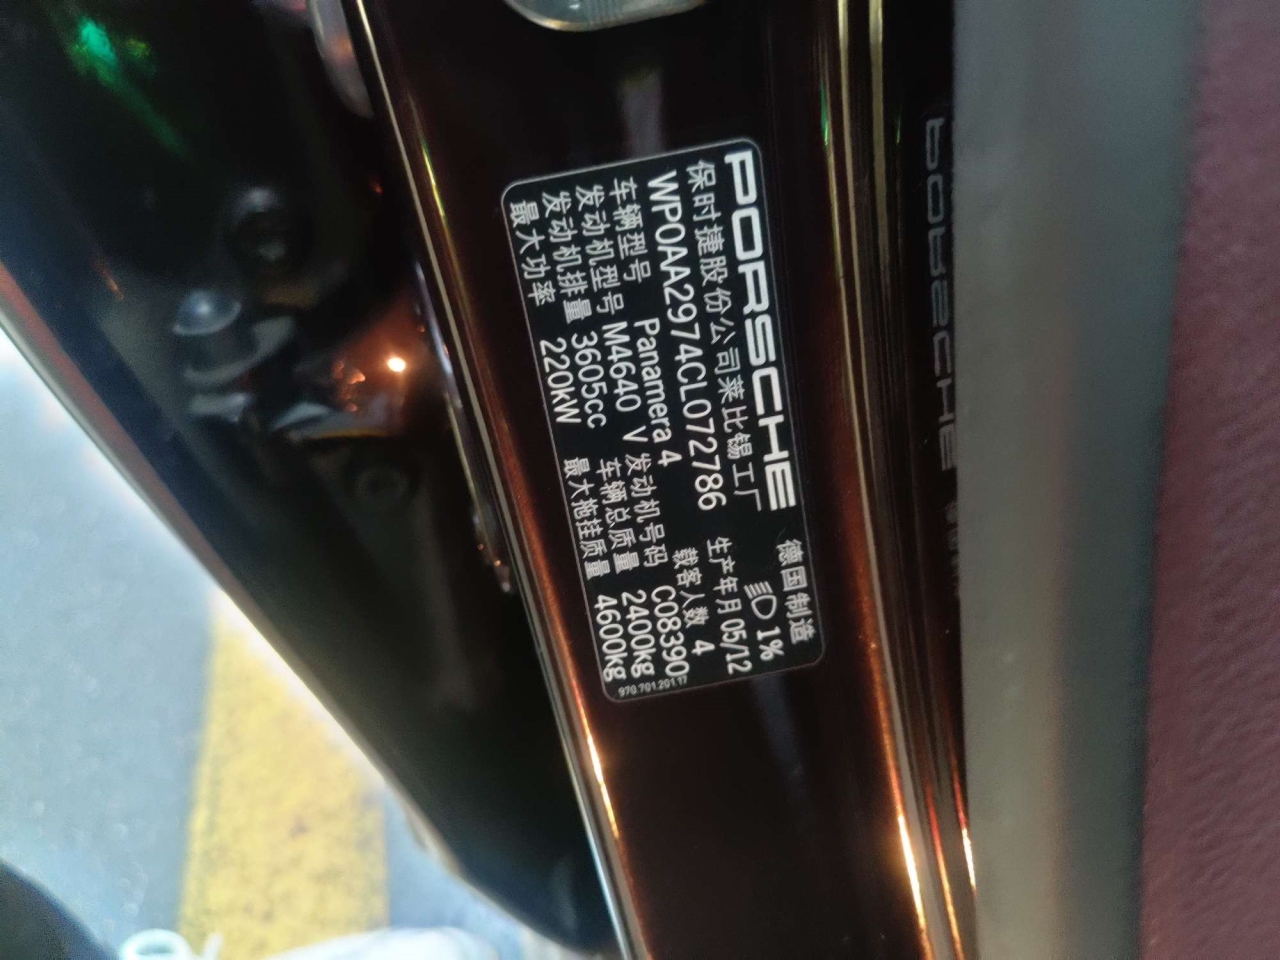 PORSCHE 德国制造
保时捷股份公司莱比锡工厂 1%
WP0AA2974CL072786 生产年月 05/12
车辆型号 Panamera 4 载客人数 4
发动机型号 M4640 V 发动机号码 C08390
发动机排量 3605cc 车辆总质量 2400kg
最大功率 220kW 最大拖挂质量 4600kg
970.701.201.17
PORSCHE